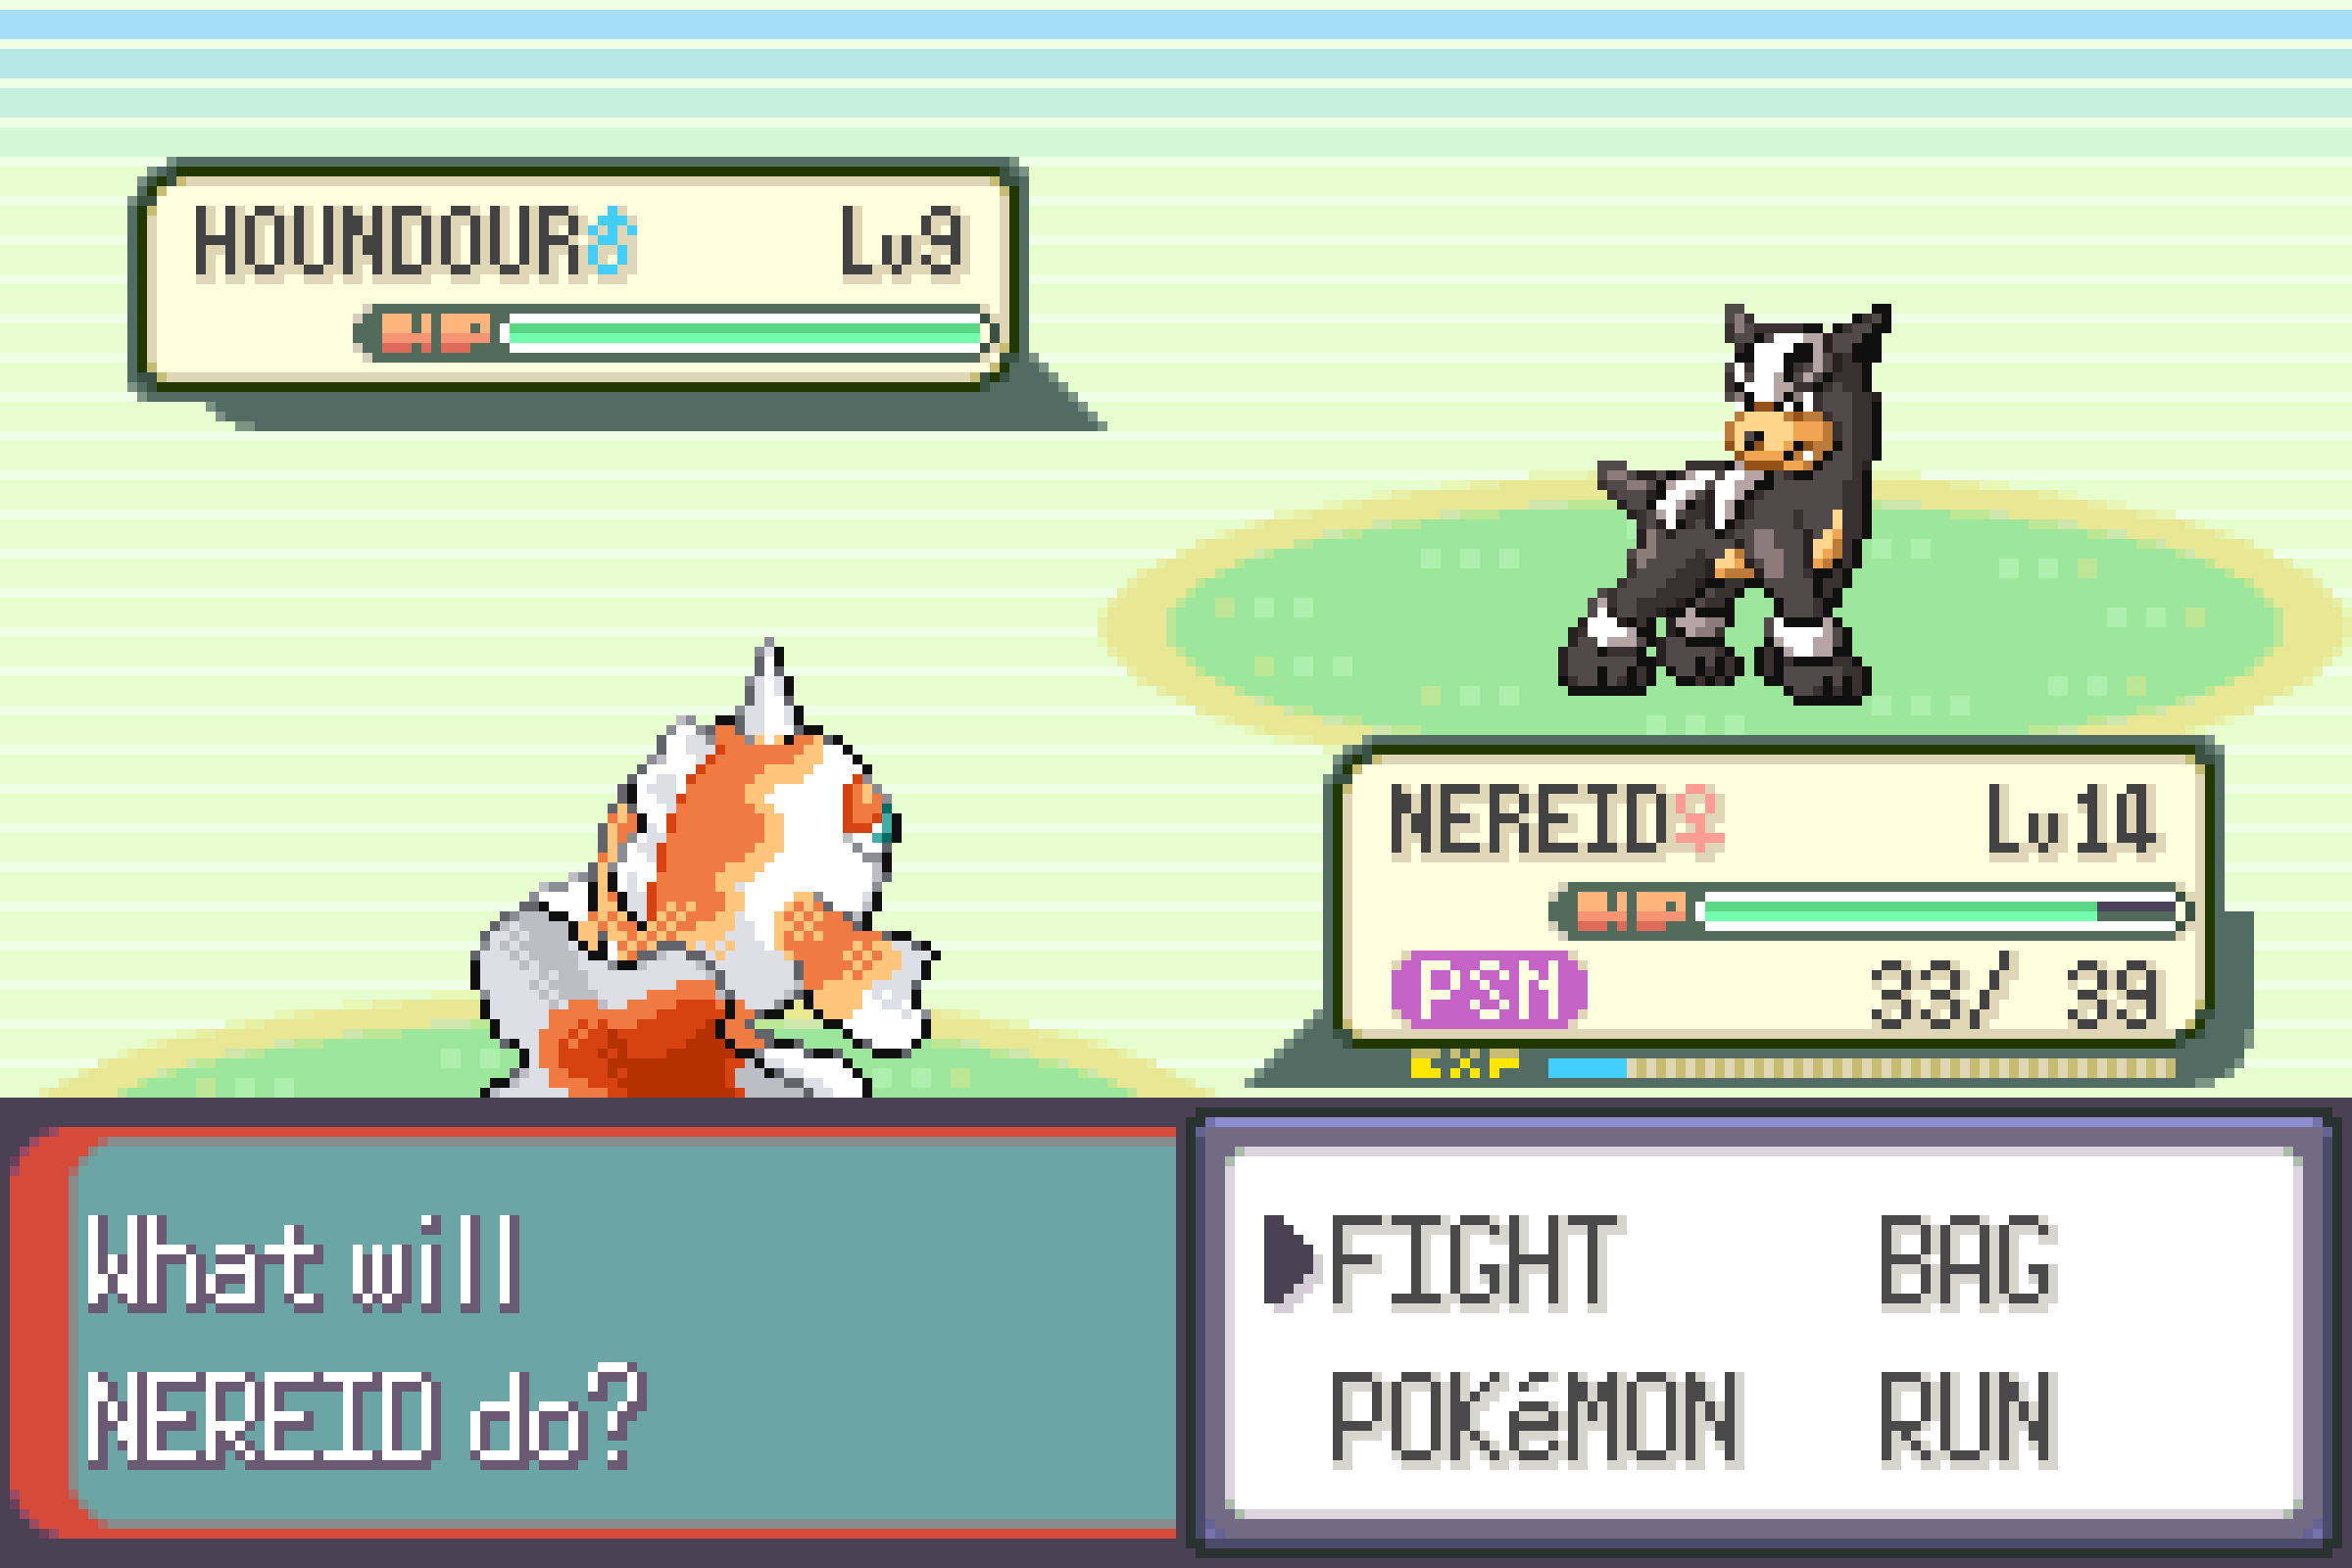 HOUNDOUR♂ Lv9
HP
NEREID♀ Lv14
HP
PSN 33/ 39
EXP
What will
NEREID do?
FIGHT BAG
POKéMON RUN